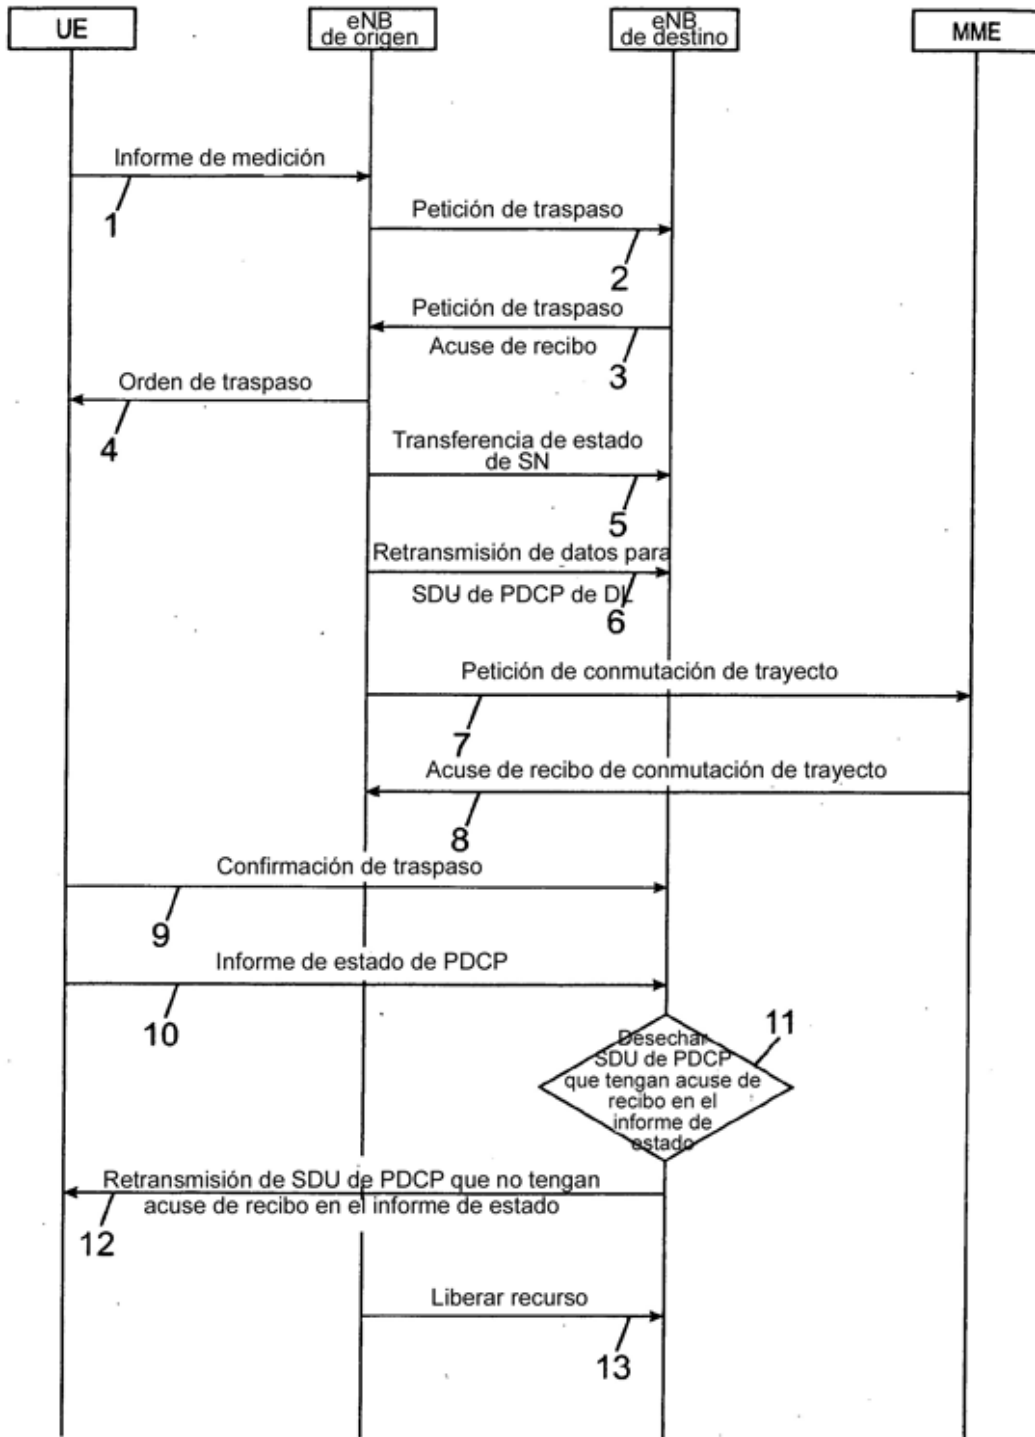 UE
eNB
de origen
eNB
de destino
MME
Informe de medición
1
Petición de traspaso
2
Petición de traspaso
Acuse de recibo
3
Orden de traspaso
4
Transferencia de estado
de SN
5
Retransmisión de datos para
SDU de PDCP de DL
6
Petición de conmutación de trayecto
7
Acuse de recibo de conmutación de trayecto
8
Confirmación de traspaso
9
Informe de estado de PDCP
10
11
Desechar
SDU de PDCP
que tengan acuse de
recibo en el
informe de
estado
Retransmisión de SDU de PDCP que no tengan
acuse de recibo en el informe de estado
12
Liberar recurso
13